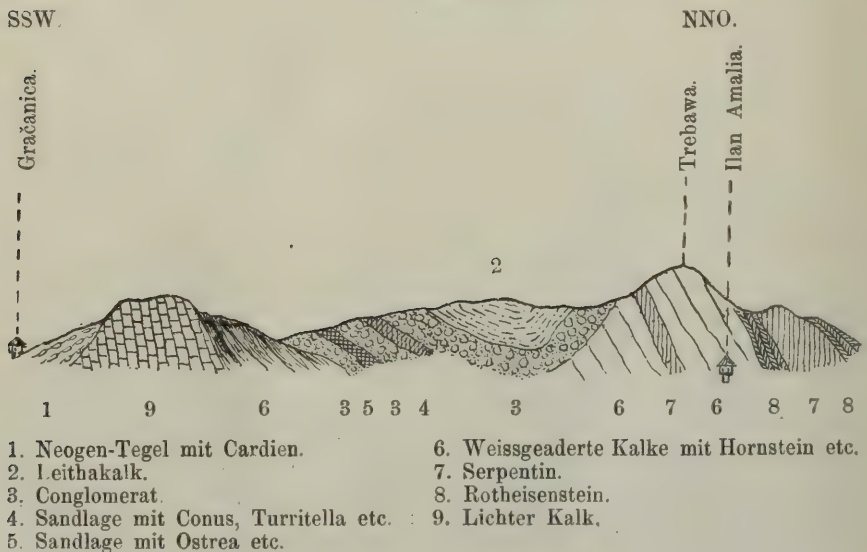 SSW. NNO.
Gračanica.
Trebawa.
Ilan Amalia.
2
1 9 6 3 5 3 4 3 6 7 6 8 7 8
1. Neogen-Tegel mit Cardien.
2. Leithakalk.
3. Conglomerat.
4. Sandlage mit Conus, Turritella etc.
5. Sandlage mit Ostrea etc.
6. Weissgeaderte Kalke mit Hornstein etc.
7. Serpentin.
8. Rotheisenstein.
9. Lichter Kalk.